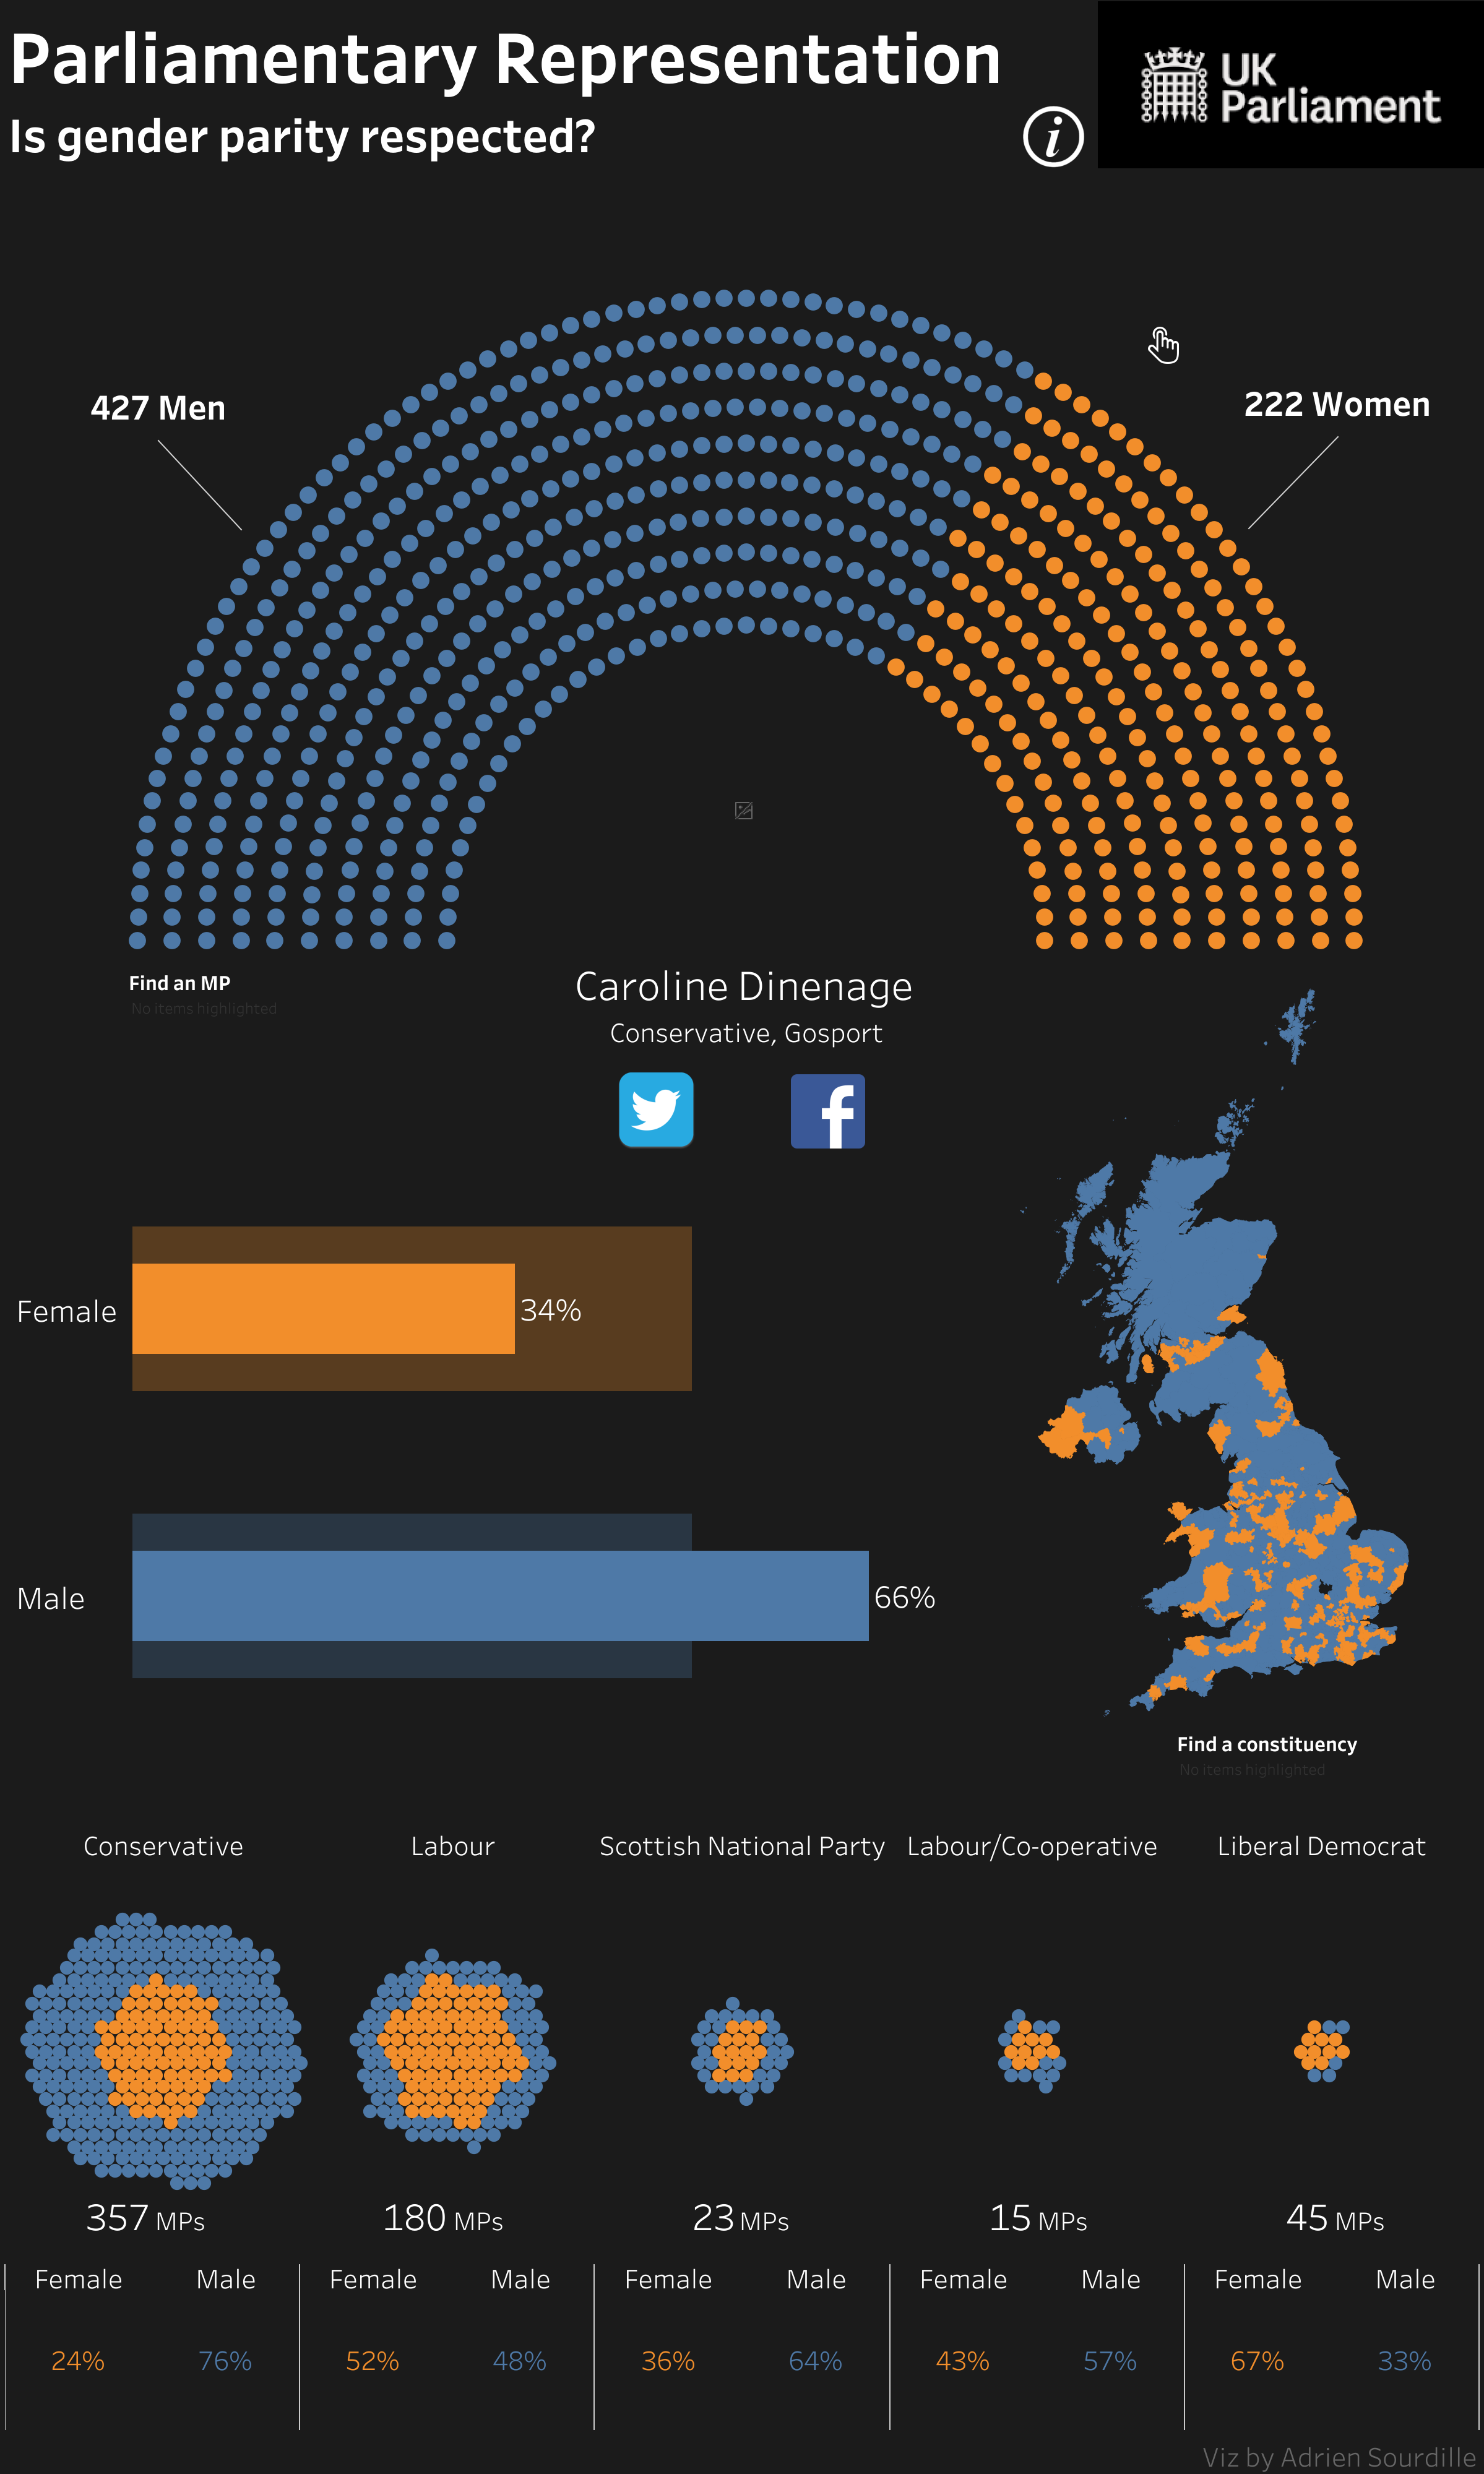 Parliamentary Representation
Is gender parity respected?
i
UK
Parliament
427 Men
222 Women
Find an MP
No items highlighted
Caroline Dinenage
Conservative, Gosport
f
Female
34%
Male
66%
Find a constituency
No items highlighted
Conservative Labour Scottish National Party Labour/Co-operative Liberal Democrat
357 MPs 180 MPs 23 MPs 15 MPs 45 MPs
Female Male Female Male Female Male Female Male Female Male
24% 76% 52% 48% 36% 64% 43% 57% 67% 33%
Viz by Adrien Sourdille